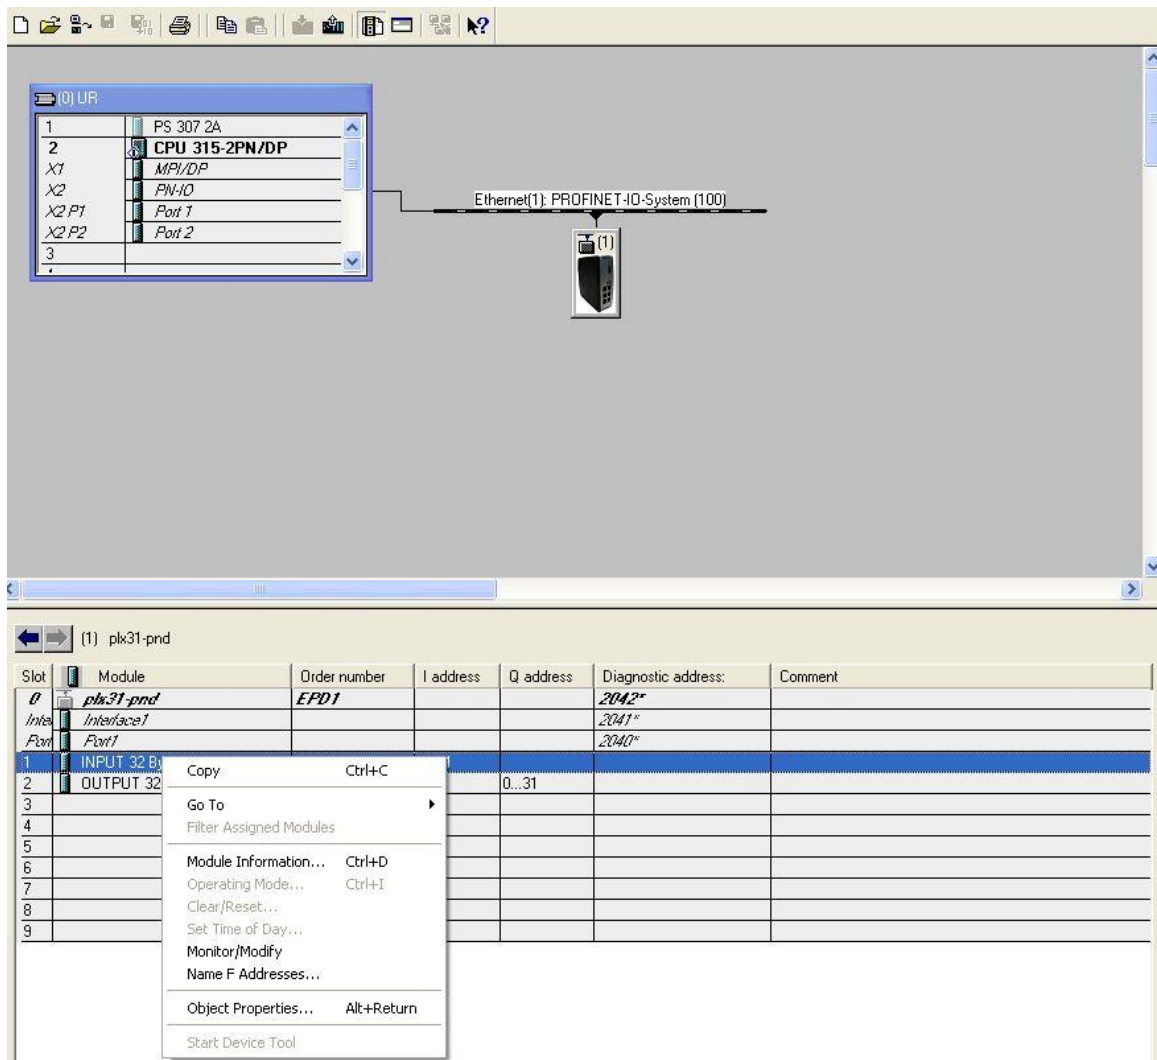 (0) UR
1 PS 307 2A
2 CPU 315-2PN/DP
X1 MPI/DP
X2 PN-IO
X2 P1 Port 1
X2 P2 Port 2
3
Ethernet(1): PROFINET-IO-System (100)
(1)
(1) plx31-pnd
Slot Module Order number I address Q address Diagnostic address: Comment
0 plx31-pnd EPD1 2042*
Interface1 2041*
Port1 2040*
1 INPUT 32
2 OUTPUT 32 0...31
3
4
5
6
7
8
9
Copy Ctrl+C
Go To
Filter Assigned Modules
Module Information... Ctrl+D
Operating Mode... Ctrl+I
Clear/Reset...
Set Time of Day...
Monitor/Modify
Name F Addresses...
Object Properties... Alt+Return
Start Device Tool